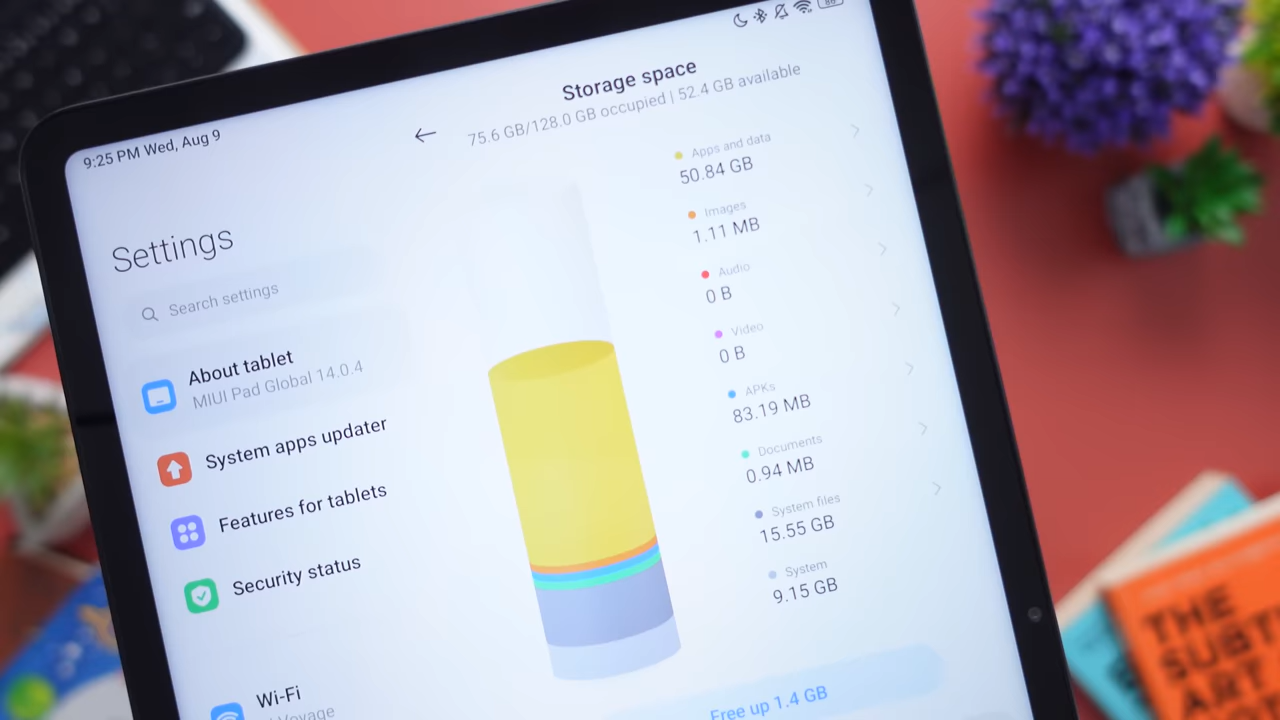 9:25 PM Wed, Aug 9
86
Settings
Search settings
About tablet
MIUI Pad Global 14.0.4
System apps updater
Features for tablets
Security status
Wi-Fi
Voyage
Storage space
75.6 GB/128.0 GB occupied | 52.4 GB available
Apps and data
50.84 GB
Images
1.11 MB
Audio
0 B
Video
0 B
APKs
83.19 MB
Documents
0.94 MB
System files
15.55 GB
System
9.15 GB
Free up 1.4 GB
THE
ART